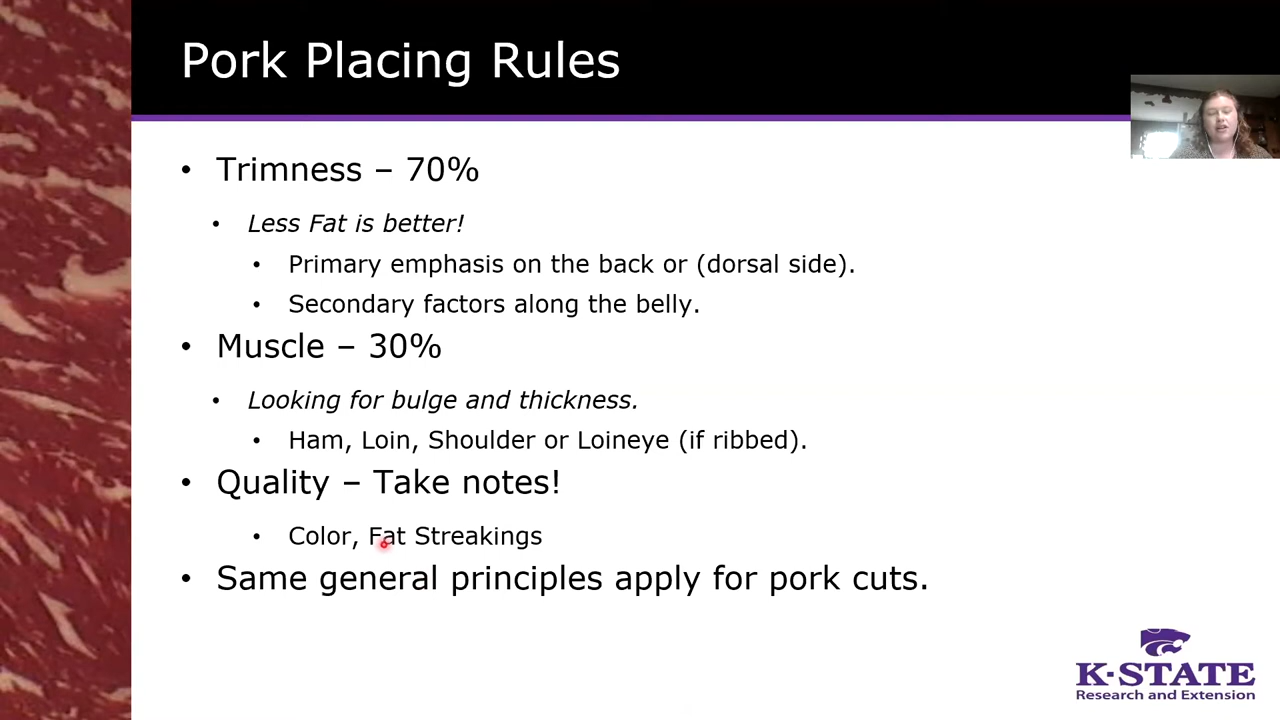 Pork Placing Rules
• Trimness – 70%
• Less Fat is better!
• Primary emphasis on the back or (dorsal side).
• Secondary factors along the belly.
• Muscle – 30%
• Looking for bulge and thickness.
• Ham, Loin, Shoulder or Loineye (if ribbed).
• Quality – Take notes!
• Color, Fat Streakings
• Same general principles apply for pork cuts.
K-STATE
Research and Extension